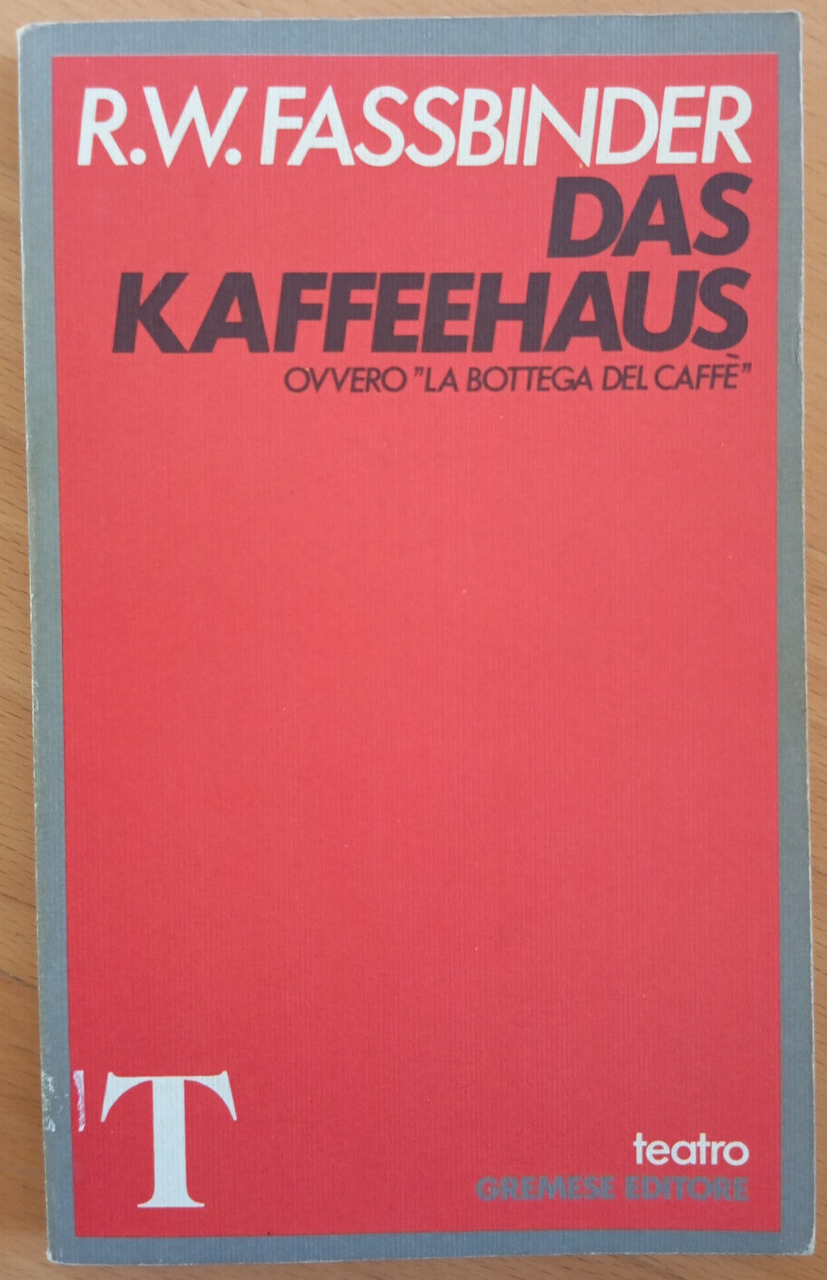 R.W. FASSBINDER
DAS
KAFFEEHAUS
OVVERO "LA BOTTEGA DEL CAFFÈ"
T
teatro
GREMESE EDITORE